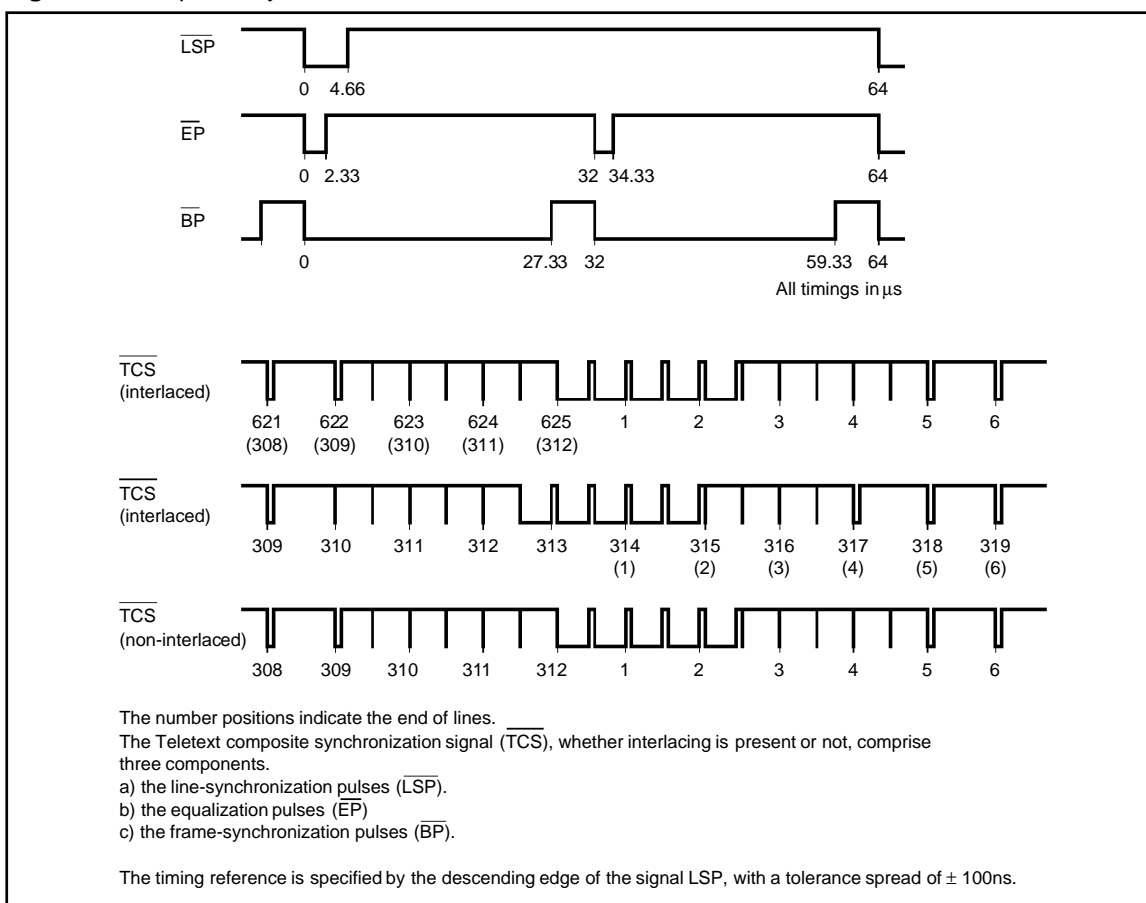 LSP
0 4.66 64
EP
0 2.33 32 34.33 64
BP
0 27.33 32 59.33 64
All timings in µs
TCS
(interlaced)
621 622 623 624 625 1 2 3 4 5 6
(308) (309) (310) (311) (312)
TCS
(interlaced)
309 310 311 312 313 314 315 316 317 318 319
(1) (2) (3) (4) (5) (6)
TCS
(non-interlaced)
308 309 310 311 312 1 2 3 4 5 6
The number positions indicate the end of lines.
The Teletext composite synchronization signal (TCS), whether interlacing is present or not, comprise
three components.
a) the line-synchronization pulses (LSP).
b) the equalization pulses (EP)
c) the frame-synchronization pulses (BP).
The timing reference is specified by the descending edge of the signal LSP, with a tolerance spread of ± 100ns.